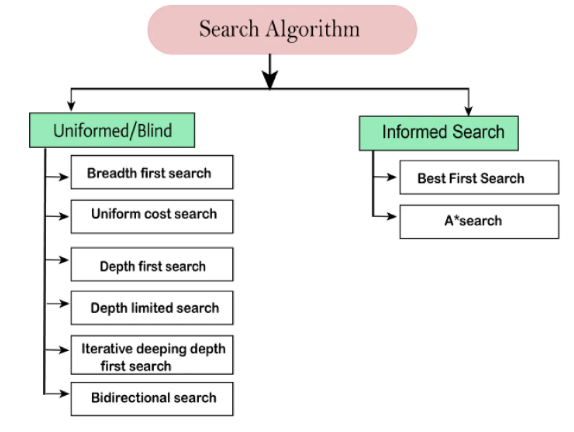 Search Algorithm
Uniformed/Blind
Breadth first search
Uniform cost search
Depth first search
Depth limited search
Iterative deeping depth
first search
Bidirectional search
Informed Search
Best First Search
A*search